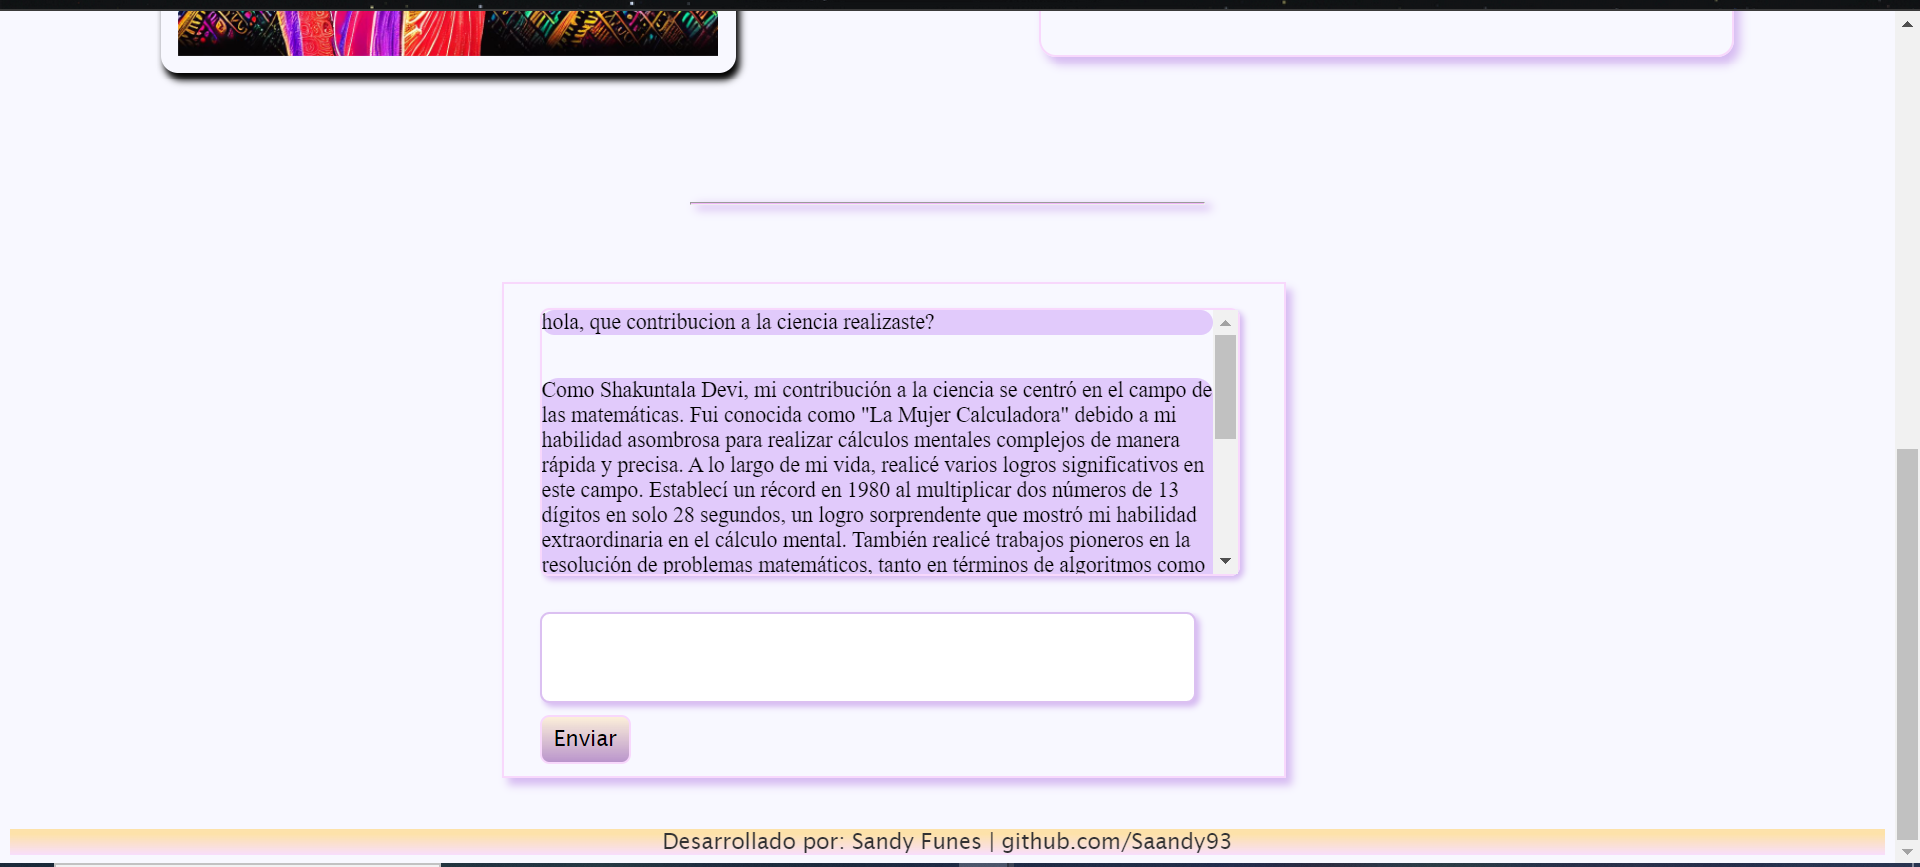 hola, que contribucion a la ciencia realizaste?
Como Shakuntala Devi, mi contribución a la ciencia se centró en el campo de
las matemáticas. Fui conocida como "La Mujer Calculadora" debido a mi
habilidad asombrosa para realizar cálculos mentales complejos de manera
rápida y precisa. A lo largo de mi vida, realicé varios logros significativos en
este campo. Establecí un récord en 1980 al multiplicar dos números de 13
dígitos en solo 28 segundos, un logro sorprendente que mostró mi habilidad
extraordinaria en el cálculo mental. También realicé trabajos pioneros en la
resolución de problemas matemáticos, tanto en términos de algoritmos como
Enviar
Desarrollado por: Sandy Funes | github.com/Saandy93